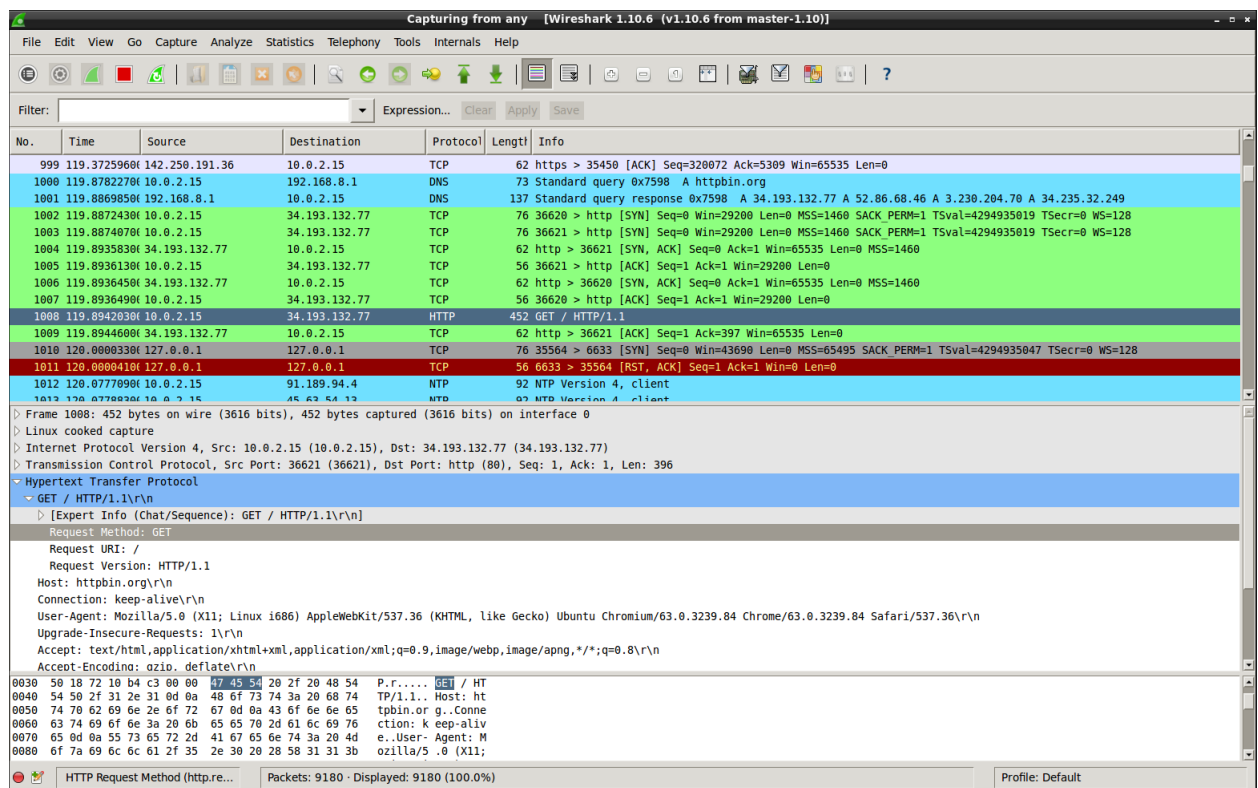 Capturing from any [Wireshark 1.10.6 (v1.10.6 from master-1.10)]
File Edit View Go Capture Analyze Statistics Telephony Tools Internals Help
Filter: Expression... Clear Apply Save
No. Time Source Destination Protocol Length Info
999 119.37259600 142.250.191.36 10.0.2.15 TCP 62 https > 35450 [ACK] Seq=320072 Ack=5309 Win=65535 Len=0
1000 119.87822700 10.0.2.15 192.168.8.1 DNS 73 Standard query 0x7598 A httpbin.org
1001 119.88698500 192.168.8.1 10.0.2.15 DNS 137 Standard query response 0x7598 A 34.193.132.77 A 52.86.68.46 A 3.230.204.70 A 34.235.32.249
1002 119.88724300 10.0.2.15 34.193.132.77 TCP 76 36620 > http [SYN] Seq=0 Win=29200 Len=0 MSS=1460 SACK_PERM=1 TSval=4294935019 TSecr=0 WS=128
1003 119.88740700 10.0.2.15 34.193.132.77 TCP 76 36621 > http [SYN] Seq=0 Win=29200 Len=0 MSS=1460 SACK_PERM=1 TSval=4294935019 TSecr=0 WS=128
1004 119.89358300 34.193.132.77 10.0.2.15 TCP 62 http > 36621 [SYN, ACK] Seq=0 Ack=1 Win=65535 Len=0 MSS=1460
1005 119.89361300 10.0.2.15 34.193.132.77 TCP 56 36621 > http [ACK] Seq=1 Ack=1 Win=29200 Len=0
1006 119.89364500 34.193.132.77 10.0.2.15 TCP 62 http > 36620 [SYN, ACK] Seq=0 Ack=1 Win=65535 Len=0 MSS=1460
1007 119.89364900 10.0.2.15 34.193.132.77 TCP 56 36620 > http [ACK] Seq=1 Ack=1 Win=29200 Len=0
1008 119.89420300 10.0.2.15 34.193.132.77 HTTP 452 GET / HTTP/1.1
1009 119.89446000 34.193.132.77 10.0.2.15 TCP 62 http > 36621 [ACK] Seq=1 Ack=397 Win=65535 Len=0
1010 120.00003300 127.0.0.1 127.0.0.1 TCP 76 35564 > 6633 [SYN] Seq=0 Win=43690 Len=0 MSS=65495 SACK_PERM=1 TSval=4294935047 TSecr=0 WS=128
1011 120.00004100 127.0.0.1 127.0.0.1 TCP 56 6633 > 35564 [RST, ACK] Seq=1 Ack=1 Win=0 Len=0
1012 120.07770900 10.0.2.15 91.189.94.4 NTP 92 NTP Version 4, client
1013 120.07788300 10.0.2.15 45.63.54.13 NTP 92 NTP Version 4, client
Frame 1008: 452 bytes on wire (3616 bits), 452 bytes captured (3616 bits) on interface 0
Linux cooked capture
Internet Protocol Version 4, Src: 10.0.2.15 (10.0.2.15), Dst: 34.193.132.77 (34.193.132.77)
Transmission Control Protocol, Src Port: 36621 (36621), Dst Port: http (80), Seq: 1, Ack: 1, Len: 396
Hypertext Transfer Protocol
GET / HTTP/1.1\r\n
[Expert Info (Chat/Sequence): GET / HTTP/1.1\r\n]
Request Method: GET
Request URI: /
Request Version: HTTP/1.1
Host: httpbin.org\r\n
Connection: keep-alive\r\n
User-Agent: Mozilla/5.0 (X11; Linux i686) AppleWebKit/537.36 (KHTML, like Gecko) Ubuntu Chromium/63.0.3239.84 Chrome/63.0.3239.84 Safari/537.36\r\n
Upgrade-Insecure-Requests: 1\r\n
Accept: text/html,application/xhtml+xml,application/xml;q=0.9,image/webp,image/apng,*/*;q=0.8\r\n
Accept-Encoding: gzip, deflate\r\n
0030 50 18 72 10 b4 c3 00 00 47 45 54 20 2f 20 48 54 P.r..... GET / HT
0040 54 50 2f 31 2e 31 0d 0a 48 6f 73 74 3a 20 68 74 TP/1.1.. Host: ht
0050 74 70 62 69 6e 2e 6f 72 67 0d 0a 43 6f 6e 6e 65 tpbin.or g..Conne
0060 63 74 69 6f 6e 3a 20 6b 65 65 70 2d 61 6c 69 76 ction: k eep-aliv
0070 65 0d 0a 55 73 65 72 2d 41 67 65 6e 74 3a 20 4d e..User- Agent: M
0080 6f 7a 69 6c 6c 61 2f 35 2e 30 20 28 58 31 31 3b ozilla/5 .0 (X11;
HTTP Request Method (http.re... Packets: 9180 · Displayed: 9180 (100.0%) Profile: Default